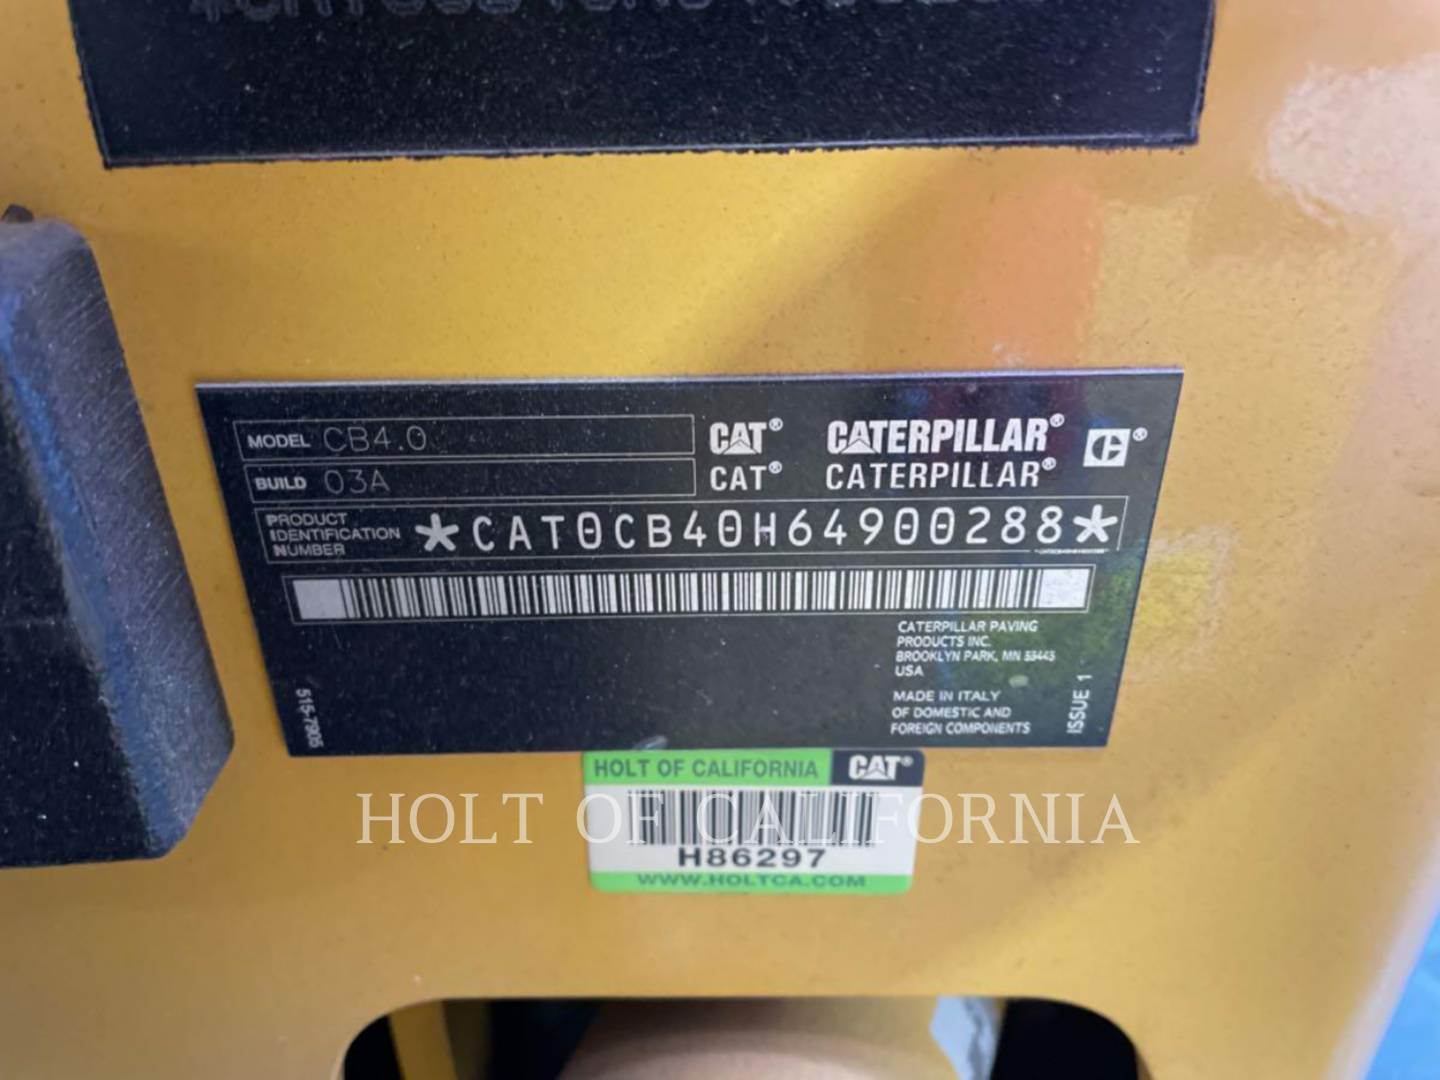 MODEL CB4.0
BUILD 03A
CAT® CATERPILLAR®
CAT® CATERPILLAR®
PRODUCT IDENTIFICATION NUMBER *CAT0CB40H64900288*
CATERPILLAR PAVING
PRODUCTS INC.
BROOKLYN PARK, MN
USA
MADE IN ITALY
OF DOMESTIC AND
FOREIGN COMPONENTS
ISSUE 1
515-7905
HOLT OF CALIFORNIA CAT®
HOLT OF CALIFORNIA
H86297
WWW.HOLTCA.COM